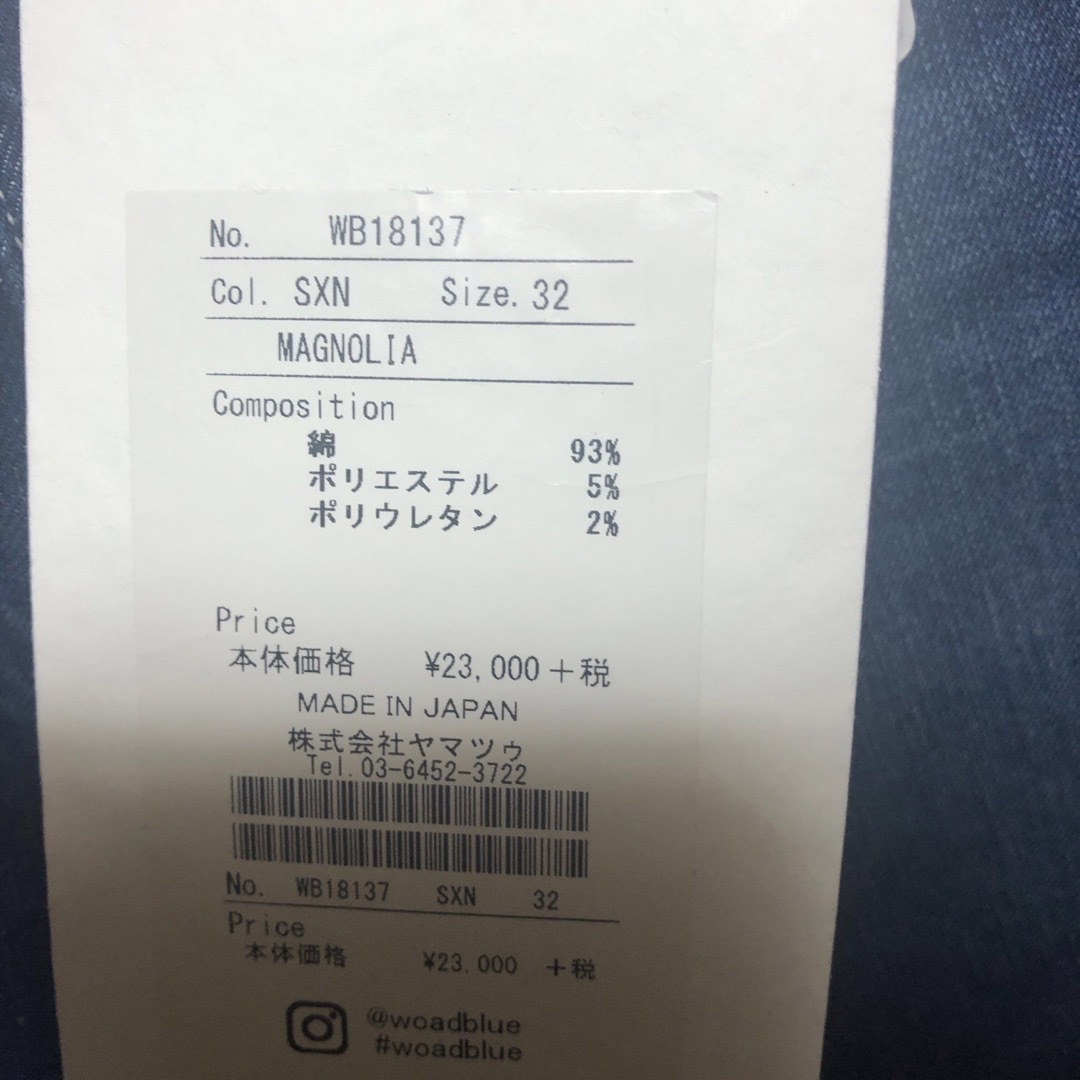 No. WB18137
Col. SXN Size. 32
MAGNOLIA
Composition
綿 93%
ポリエステル 5%
ポリウレタン 2%
Price
本体価格 ¥23,000＋税
MADE IN JAPAN
株式会社ヤマツゥ
Tel. 03-6452-3722
No. WB18137 SXN 32
Price
本体価格 ¥23.000 ＋税
@woadblue
#woadblue